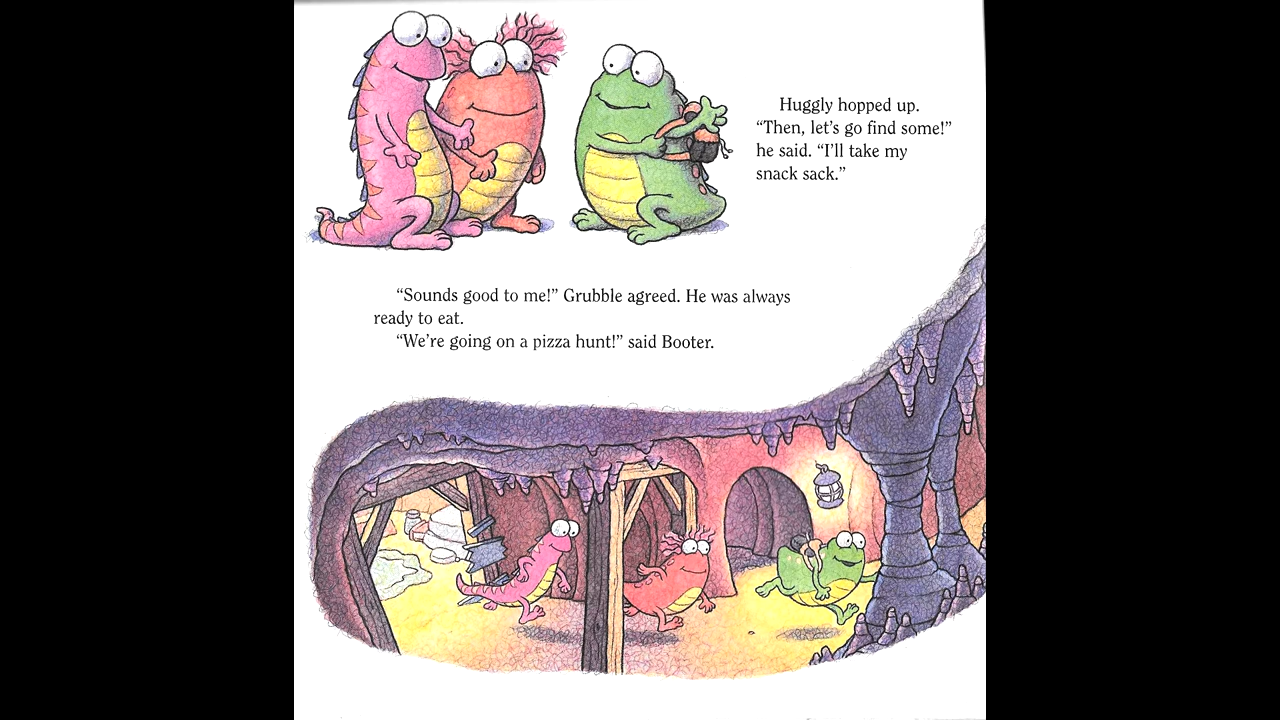 Huggly hopped up.
“Then, let’s go find some!”
he said. “I’ll take my
snack sack.”
“Sounds good to me!” Grubble agreed. He was always
ready to eat.
“We’re going on a pizza hunt!” said Booter.